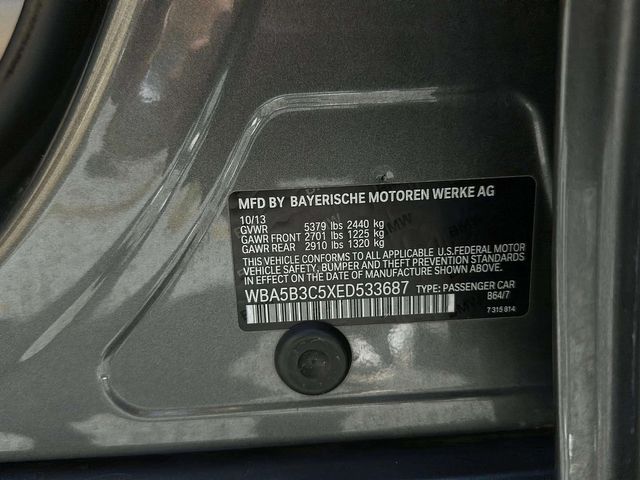 MFD BY BAYERISCHE MOTOREN WERKE AG
10/13
GVWR 5379 lbs 2440 kg
GAWR FRONT 2701 lbs 1225 kg
GAWR REAR 2910 lbs 1320 kg
THIS VEHICLE CONFORMS TO ALL APPLICABLE U.S.FEDERAL MOTOR
VEHICLE SAFETY, BUMPER AND THEFT PREVENTION STANDARDS
IN EFFECT ON THE DATE OF MANUFACTURE SHOWN ABOVE.
WBA5B3C5XED533687 TYPE: PASSENGER CAR
B64/7
7 315 814